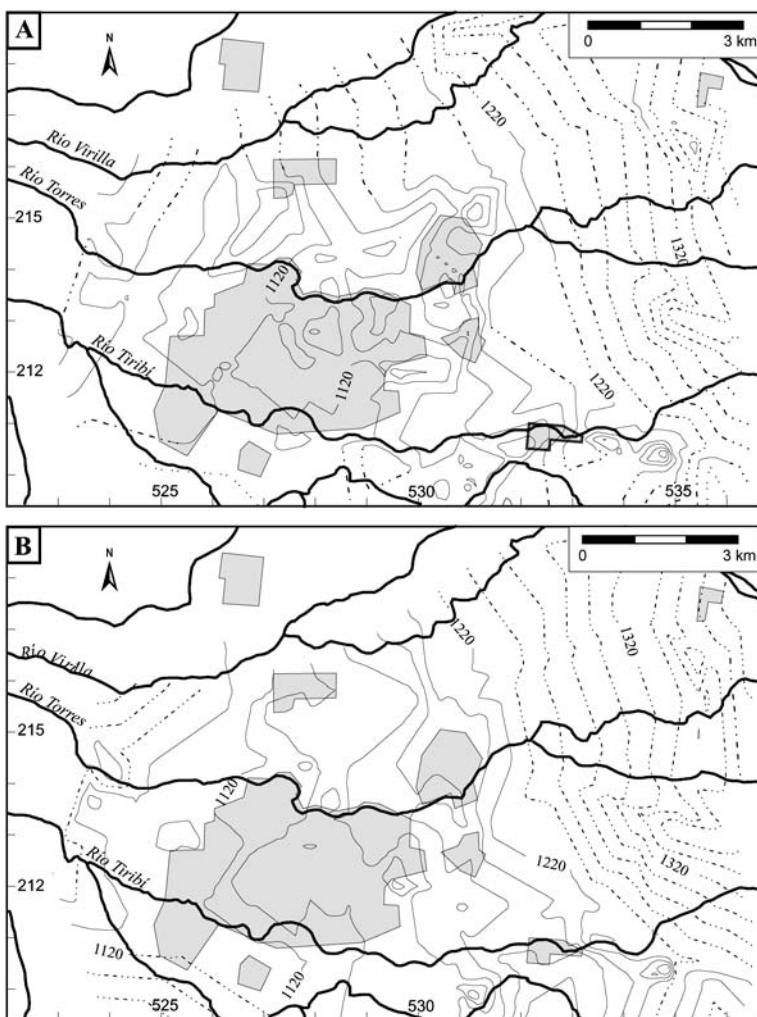 A
N
0
3 km
1220
Río Virilla
Río Torres
215
1320
1120
212
Río Tiribí
1120
1220
525
530
535
B
N
0
3 km
1220
1320
Río Virilla
Río Torres
215
1120
1220
1320
212
Río Tiribí
1120
1120
525
530